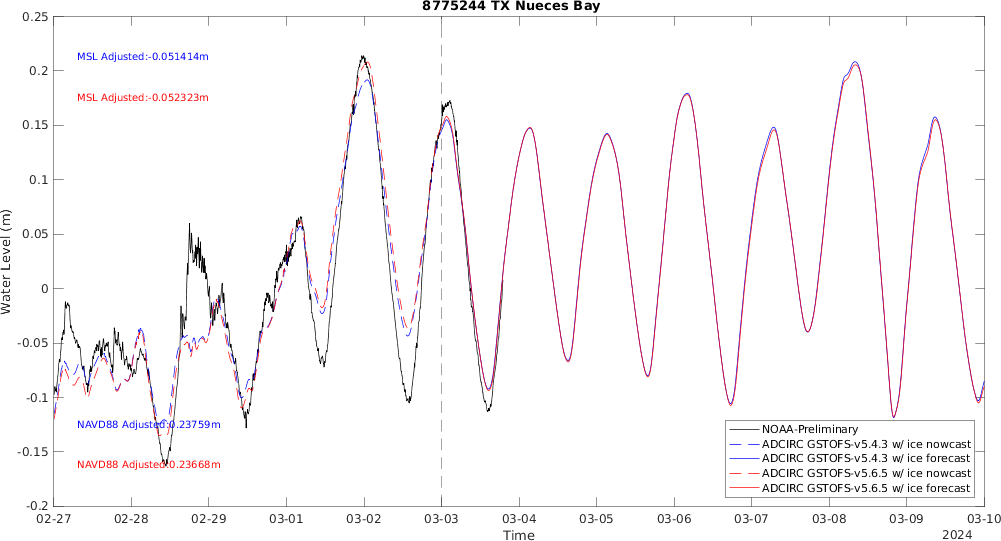 8775244 TX Nueces Bay
0.25
0.2
0.15
0.1
0.05
0
-0.05
-0.1
-0.15
-0.2
Water Level (m)
MSL Adjusted:-0.051414m
MSL Adjusted:-0.052323m
NAVD88 Adjusted:0.23759m
NAVD88 Adjusted:0.23668m
NOAA-Preliminary
ADCIRC GSTOFS-v5.4.3 w/ ice nowcast
ADCIRC GSTOFS-v5.4.3 w/ ice forecast
ADCIRC GSTOFS-v5.6.5 w/ ice nowcast
ADCIRC GSTOFS-v5.6.5 w/ ice forecast
02-27 02-28 02-29 03-01 03-02 03-03 03-04 03-05 03-06 03-07 03-08 03-09 03-10
Time
2024